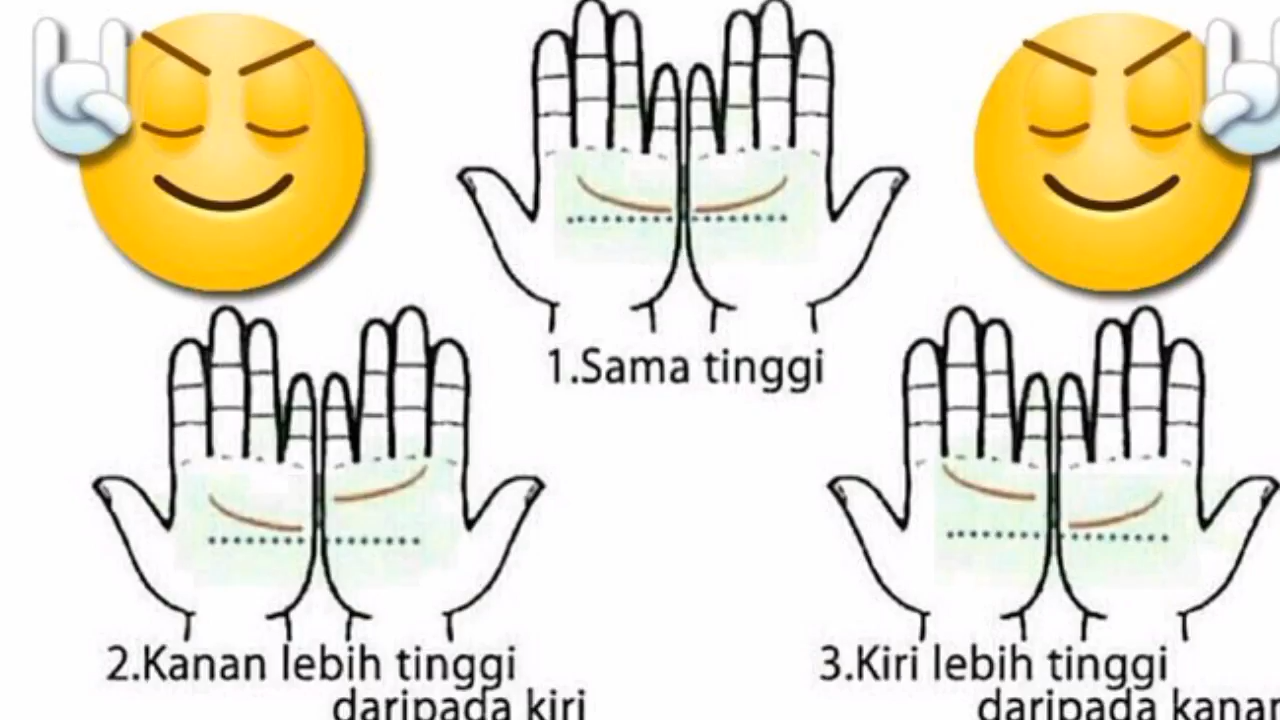 1.Sama tinggi
2.Kanan lebih tinggi
daripada kiri
3.Kiri lebih tinggi
daripada kanan